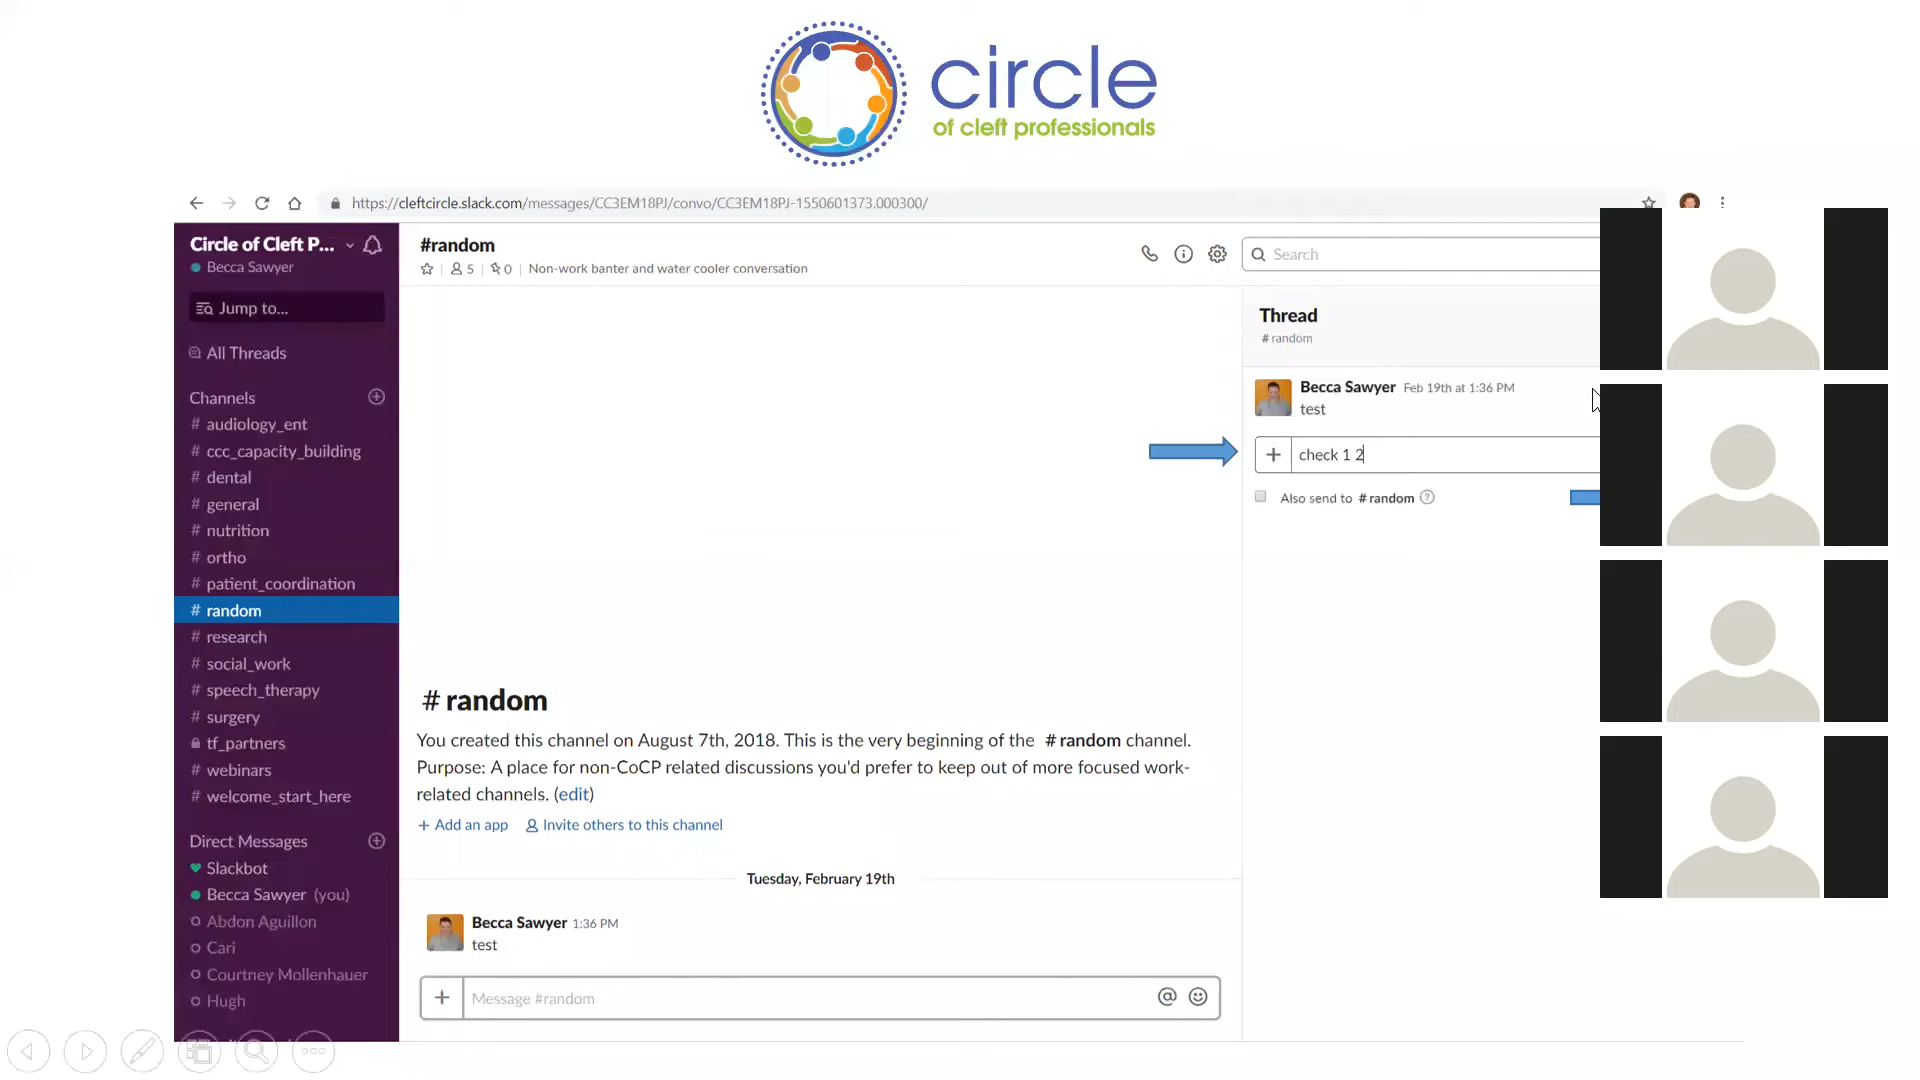 circle
of cleft professionals
https://cleftcircle.slack.com/messages/CC3EM18PJ/convo/CC3EM18PJ-1550601373.000300/
Circle of Cleft P...
Becca Sawyer
Jump to...
All Threads
Channels
# audiology_ent
# ccc_capacity_building
# dental
# general
# nutrition
# ortho
# patient_coordination
# random
# research
# social_work
# speech_therapy
# surgery
tf_partners
# webinars
# welcome_start_here
Direct Messages
Slackbot
Becca Sawyer (you)
Abdon Aguillon
Cari
Courtney Mollenhauer
Hugh
#random
5 | 0 | Non-work banter and water cooler conversation
Search
# random
You created this channel on August 7th, 2018. This is the very beginning of the # random channel.
Purpose: A place for non-CoCP related discussions you'd prefer to keep out of more focused work-
related channels. (edit)
+ Add an app Invite others to this channel
Tuesday, February 19th
Becca Sawyer 1:36 PM
test
+ Message #random @
Thread
# random
Becca Sawyer Feb 19th at 1:36 PM
test
+ check 1 2
Also send to # random ?